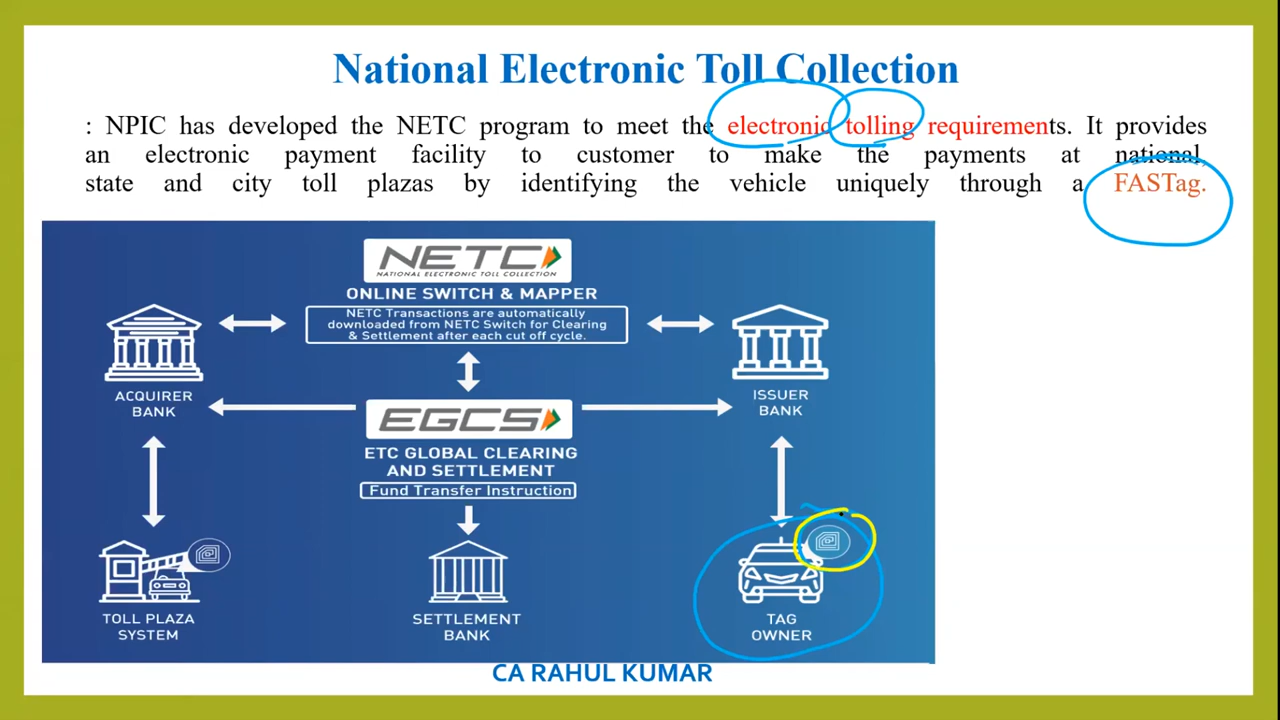 National Electronic Toll Collection
: NPIC has developed the NETC program to meet the electronic tolling requirements. It provides
an electronic payment facility to customer to make the payments at national,
state and city toll plazas by identifying the vehicle uniquely through a FASTag.
NETC
NATIONAL ELECTRONIC TOLL COLLECTION
ONLINE SWITCH & MAPPER
NETC Transactions are automatically
downloaded from NETC Switch for Clearing
& Settlement after each cut off cycle.
ACQUIRER
BANK
ISSUER
BANK
EGCS
ETC GLOBAL CLEARING
AND SETTLEMENT
Fund Transfer Instruction
TOLL PLAZA
SYSTEM
SETTLEMENT
BANK
TAG
OWNER
CA RAHUL KUMAR